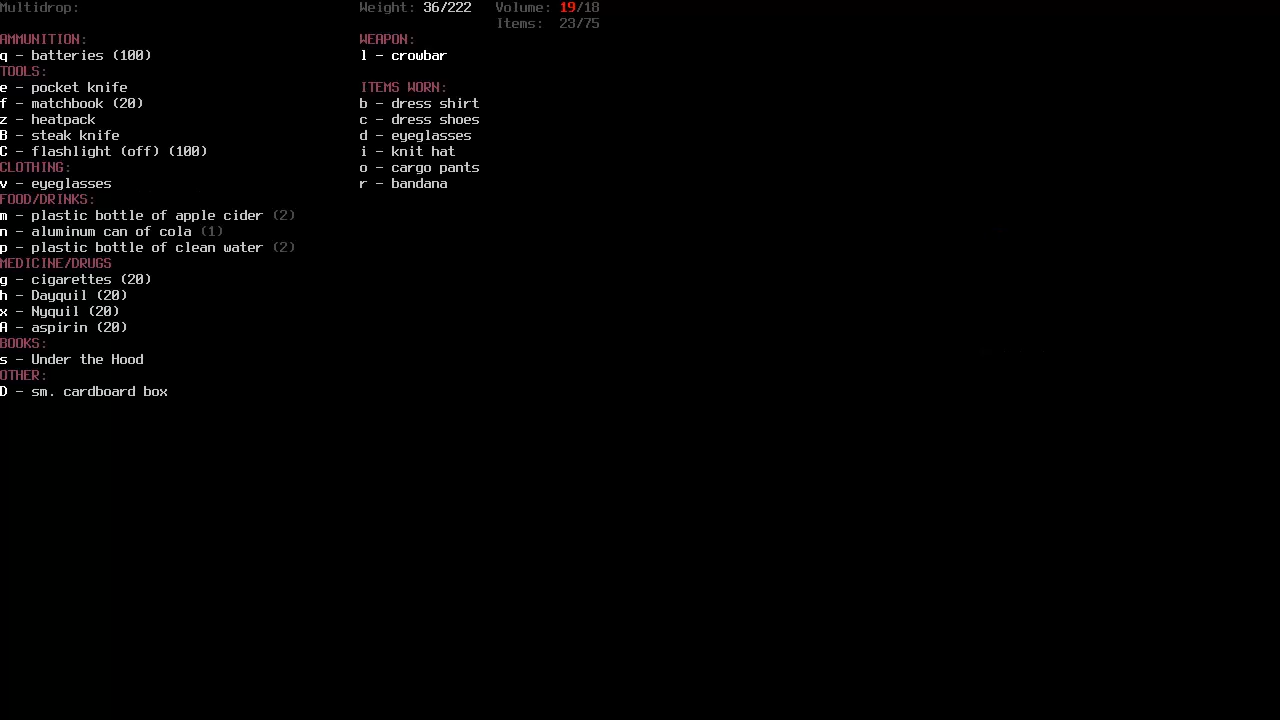 Multidrop: Weight: 36/222 Volume: 19/18
Items: 23/75
AMMUNITION: WEAPON:
q - batteries (100) l - crowbar
TOOLS:
e - pocket knife ITEMS WORN:
f - matchbook (20) b - dress shirt
z - heatpack c - dress shoes
B - steak knife d - eyeglasses
C - flashlight (off) (100) i - knit hat
CLOTHING: o - cargo pants
v - eyeglasses r - bandana
FOOD/DRINKS:
m - plastic bottle of apple cider (2)
n - aluminum can of cola (1)
p - plastic bottle of clean water (2)
MEDICINE/DRUGS
g - cigarettes (20)
h - Dayquil (20)
x - Nyquil (20)
A - aspirin (20)
BOOKS:
s - Under the Hood
OTHER:
D - sm. cardboard box